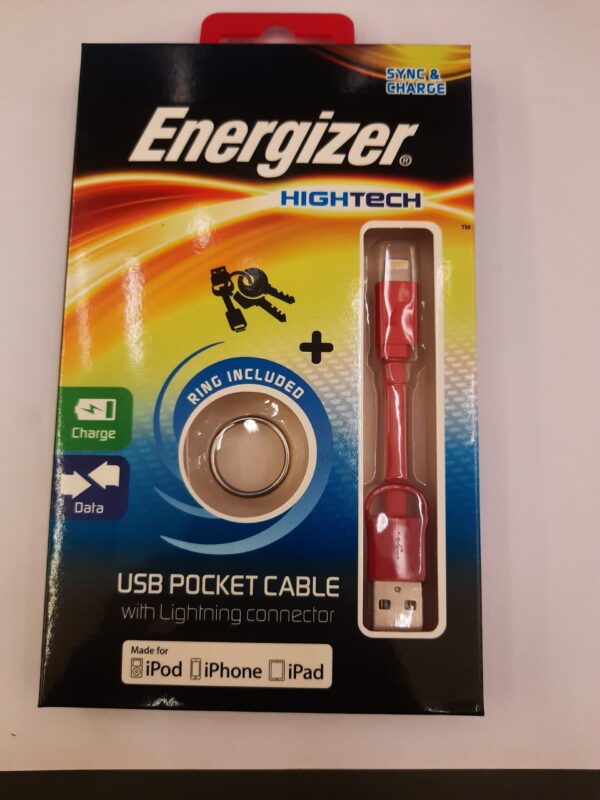 SYNC &
CHARGE
Energizer®
HIGHTECH
™
RING INCLUDED
Charge
Data
USB POCKET CABLE
with Lightning connector
Made for
iPod iPhone iPad